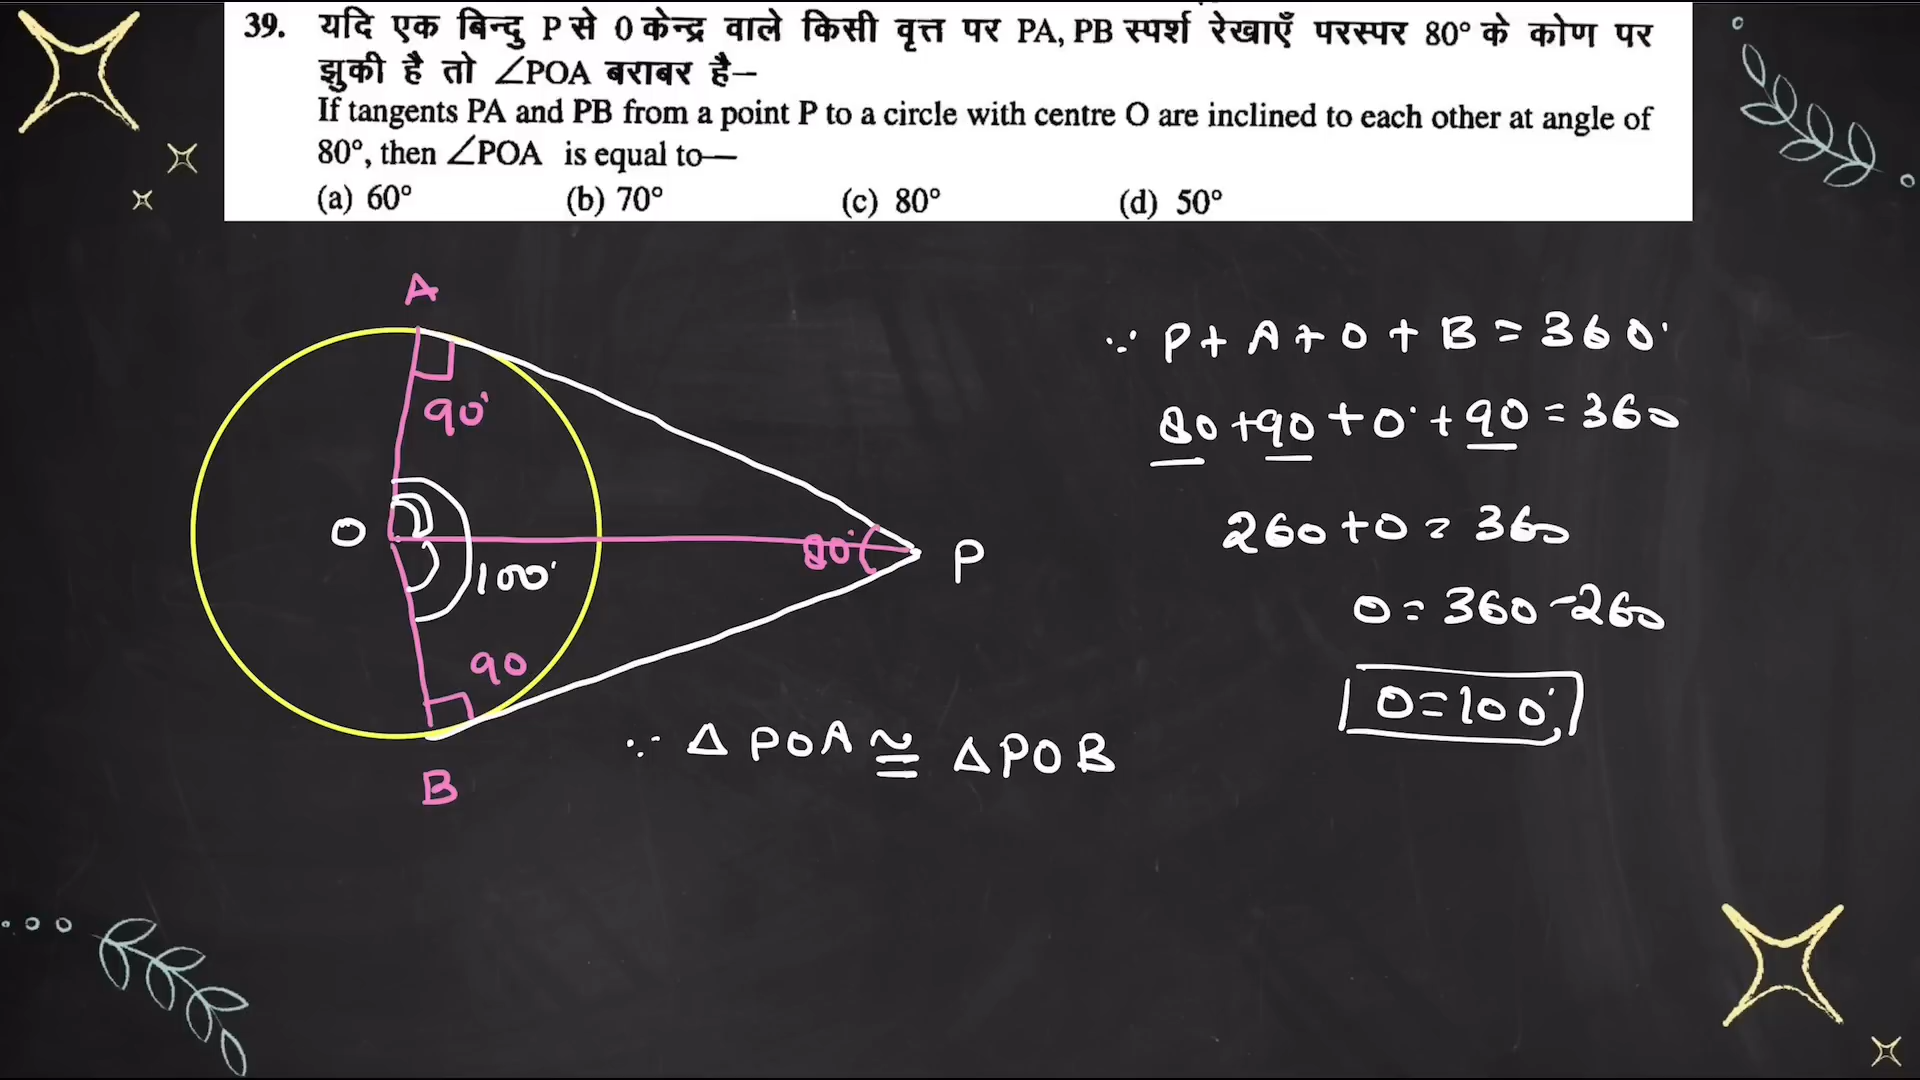 39. यदि एक बिन्दु P से 0 केन्द्र वाले किसी वृत्त पर PA, PB स्पर्श रेखाएँ परस्पर 80° के कोण पर
झुकी है तो ∠POA बराबर है–
If tangents PA and PB from a point P to a circle with centre O are inclined to each other at angle of
80°, then ∠POA is equal to—
(a) 60° (b) 70° (c) 80° (d) 50°
A
90°
O
100°
80°
P
90
B
∵ △ POA ≅ △ POB
∵ P + A + O + B = 360°
80 + 90 + O + 90 = 360
260 + O = 360
O = 360 - 260
O = 100°